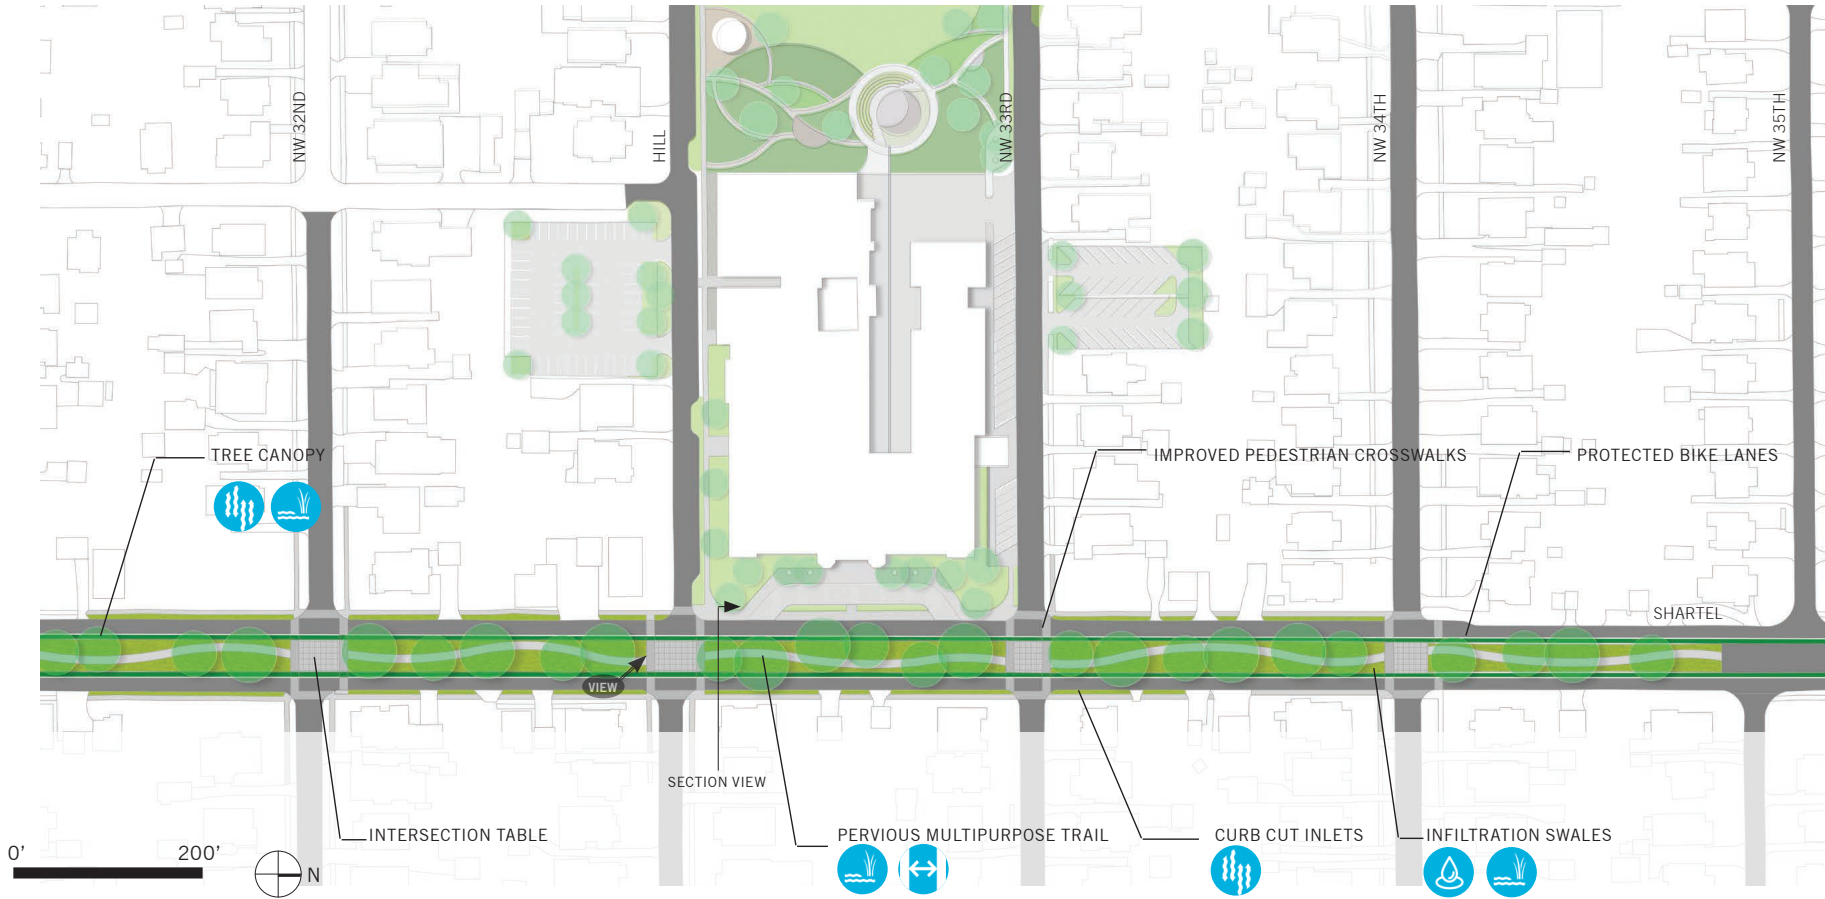 NW 32ND
HILL
NW 33RD
NW 34TH
NW 35TH
TREE CANOPY
IMPROVED PEDESTRIAN CROSSWALKS
PROTECTED BIKE LANES
SHARTEL
VIEW
SECTION VIEW
INTERSECTION TABLE
PERVIOUS MULTIPURPOSE TRAIL
CURB CUT INLETS
INFILTRATION SWALES
0' 200'
N